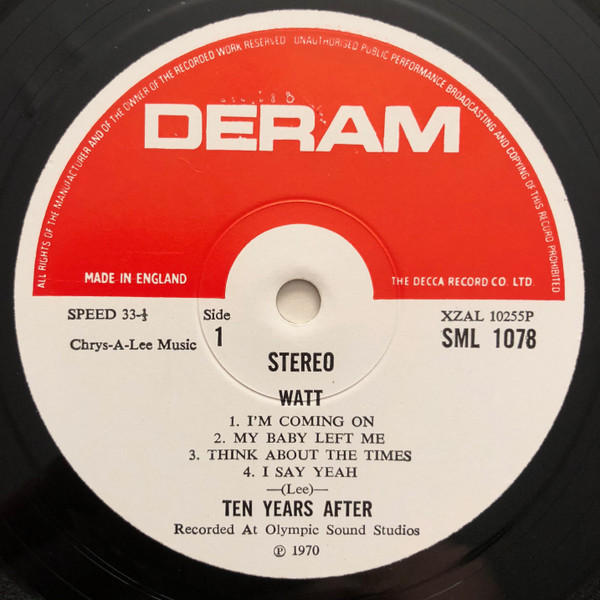 ALL RIGHTS OF THE MANUFACTURER AND OF THE OWNER OF THE RECORDED WORK RESERVED UNAUTHORISED PUBLIC PERFORMANCE BROADCASTING AND COPYING OF THIS RECORD PROHIBITED
DERAM
MADE IN ENGLAND
THE DECCA RECORD CO. LTD.
SPEED 33-⅓
Side
XZAL 10255P
Chrys-A-Lee Music
1
SML 1078
STEREO
WATT
1. I'M COMING ON
2. MY BABY LEFT ME
3. THINK ABOUT THE TIMES
4. I SAY YEAH
—(Lee)—
TEN YEARS AFTER
Recorded At Olympic Sound Studios
℗ 1970